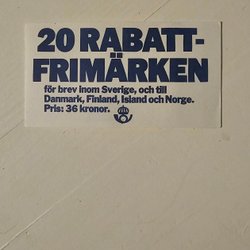 20 RABATT-
FRIMÄRKEN
för brev inom Sverige, och till
Danmark, Finland, Island och Norge.
Pris: 36 kronor.